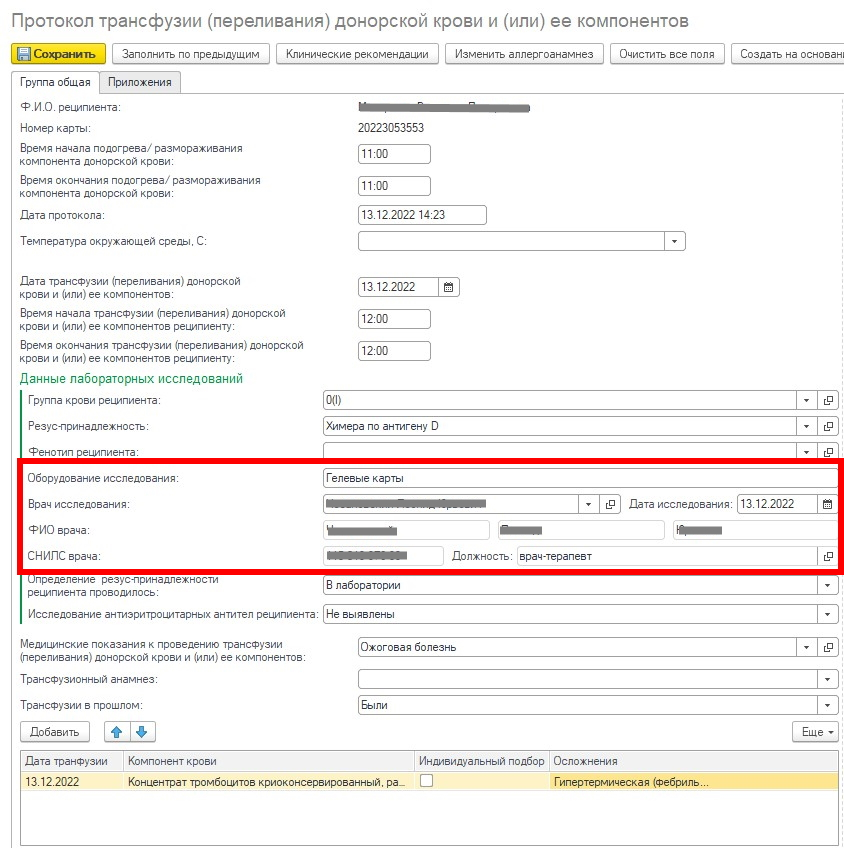 Протокол трансфузии (переливания) донорской крови и (или) ее компонентов
Сохранить Заполнить по предыдущим Клинические рекомендации Изменить аллергоанамнез Очистить все поля Создать на основани
Группа общая Приложения
Ф.И.О. реципиента:
Номер карты: 20223053553
Время начала подогрева/ размораживания
компонента донорской крови: 11:00
Время окончания подогрева/ размораживания
компонента донорской крови: 11:00
Дата протокола: 13.12.2022 14:23
Температура окружающей среды, С:
Дата трансфузии (переливания) донорской
крови и (или) ее компонентов: 13.12.2022
Время начала трансфузии (переливания) донорской
крови и (или) ее компонентов реципиенту: 12:00
Время окончания трансфузии (переливания) донорской
крови и (или) ее компонентов реципиенту: 12:00
Данные лабораторных исследований
Группа крови реципиента: 0(I)
Резус-принадлежность: Химера по антигену D
Фенотип реципиента:
Оборудование исследования: Гелевые карты
Врач исследования: Дата исследования: 13.12.2022
ФИО врача:
СНИЛС врача: Должность: врач-терапевт
Определение резус-принадлежности
реципиента проводилось: В лаборатории
Исследование антиэритроцитарных антител реципиента: Не выявлены
Медицинские показания к проведению трансфузии
(переливания) донорской крови и (или) ее компонентов: Ожоговая болезнь
Трансфузионный анамнез:
Трансфузии в прошлом: Были
Добавить Еще
Дата транфузии Компонент крови Индивидуальный подбор Осложнения
13.12.2022 Концентрат тромбоцитов криоконсервированный, ра... Гипертермическая (фебриль...